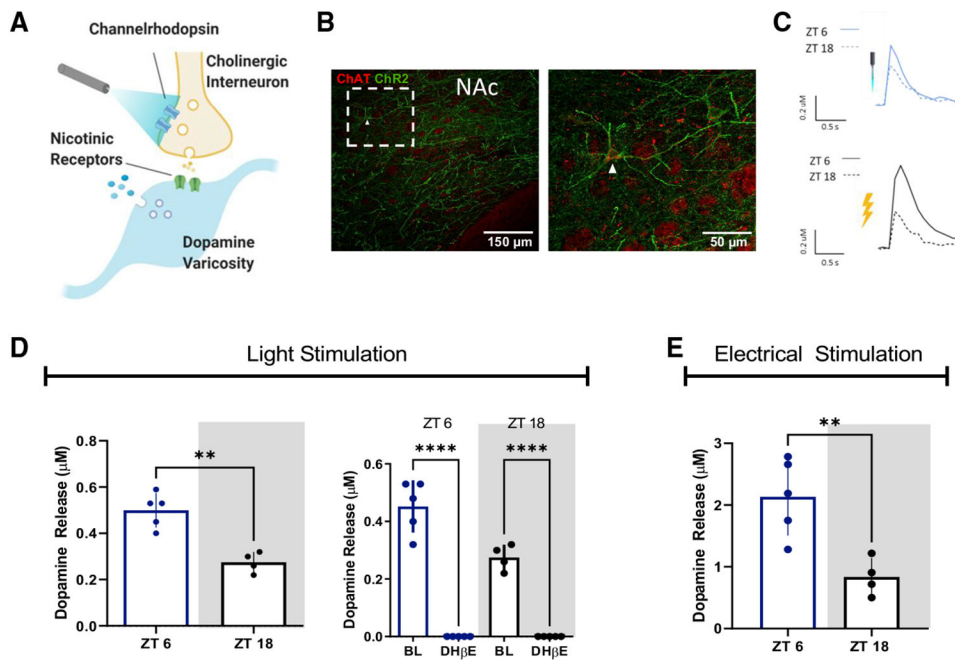 A
Channelrhodopsin
Cholinergic
Interneuron
Nicotinic
Receptors
Dopamine
Varicosity
B
ChAT ChR2
NAc
150 µm
50 µm
C
ZT 6
ZT 18
0.2 uM
0.5 s
ZT 6
ZT 18
0.2 uM
0.5 s
D
Light Stimulation
Dopamine Release (µM)
0.8
0.6
0.4
0.2
0.0
**
ZT 6
ZT 18
Dopamine Release (µM)
0.6
0.4
0.2
0.0
ZT 6
ZT 18
****
****
BL
DHβE
BL
DHβE
E
Electrical Stimulation
Dopamine Release (µM)
3
2
1
0
**
ZT 6
ZT 18